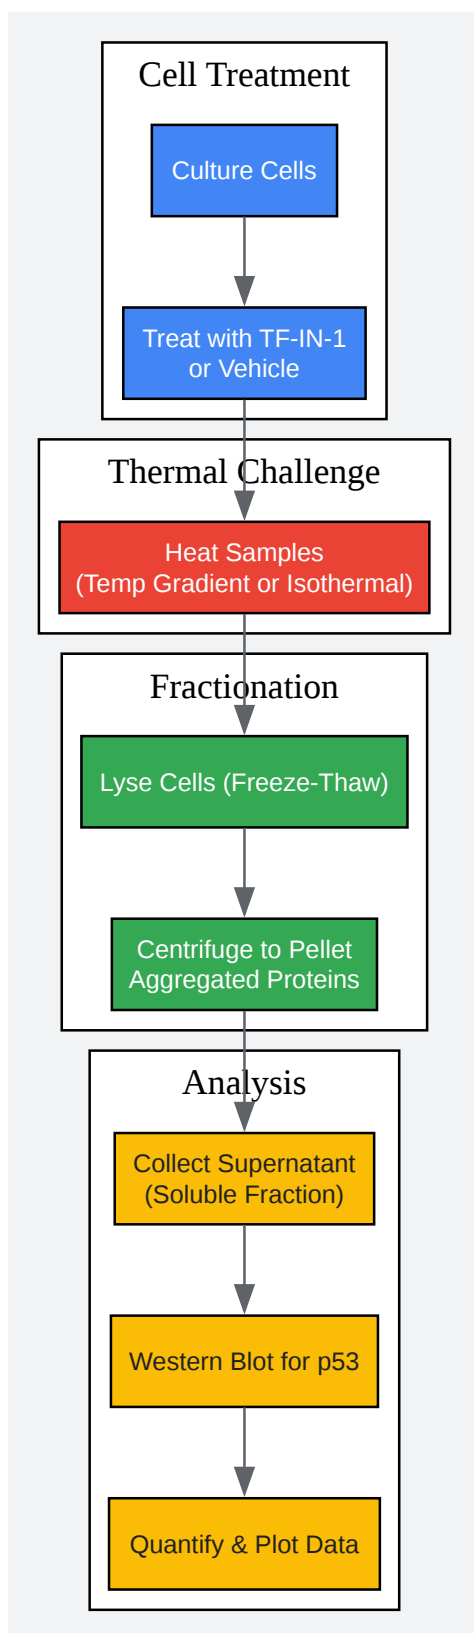 Cell Treatment
Culture Cells
Treat with TF-IN-1
or Vehicle
Thermal Challenge
Heat Samples
(Temp Gradient or Isothermal)
Fractionation
Lyse Cells (Freeze-Thaw)
Centrifuge to Pellet
Aggregated Proteins
Analysis
Collect Supernatant
(Soluble Fraction)
Western Blot for p53
Quantify & Plot Data